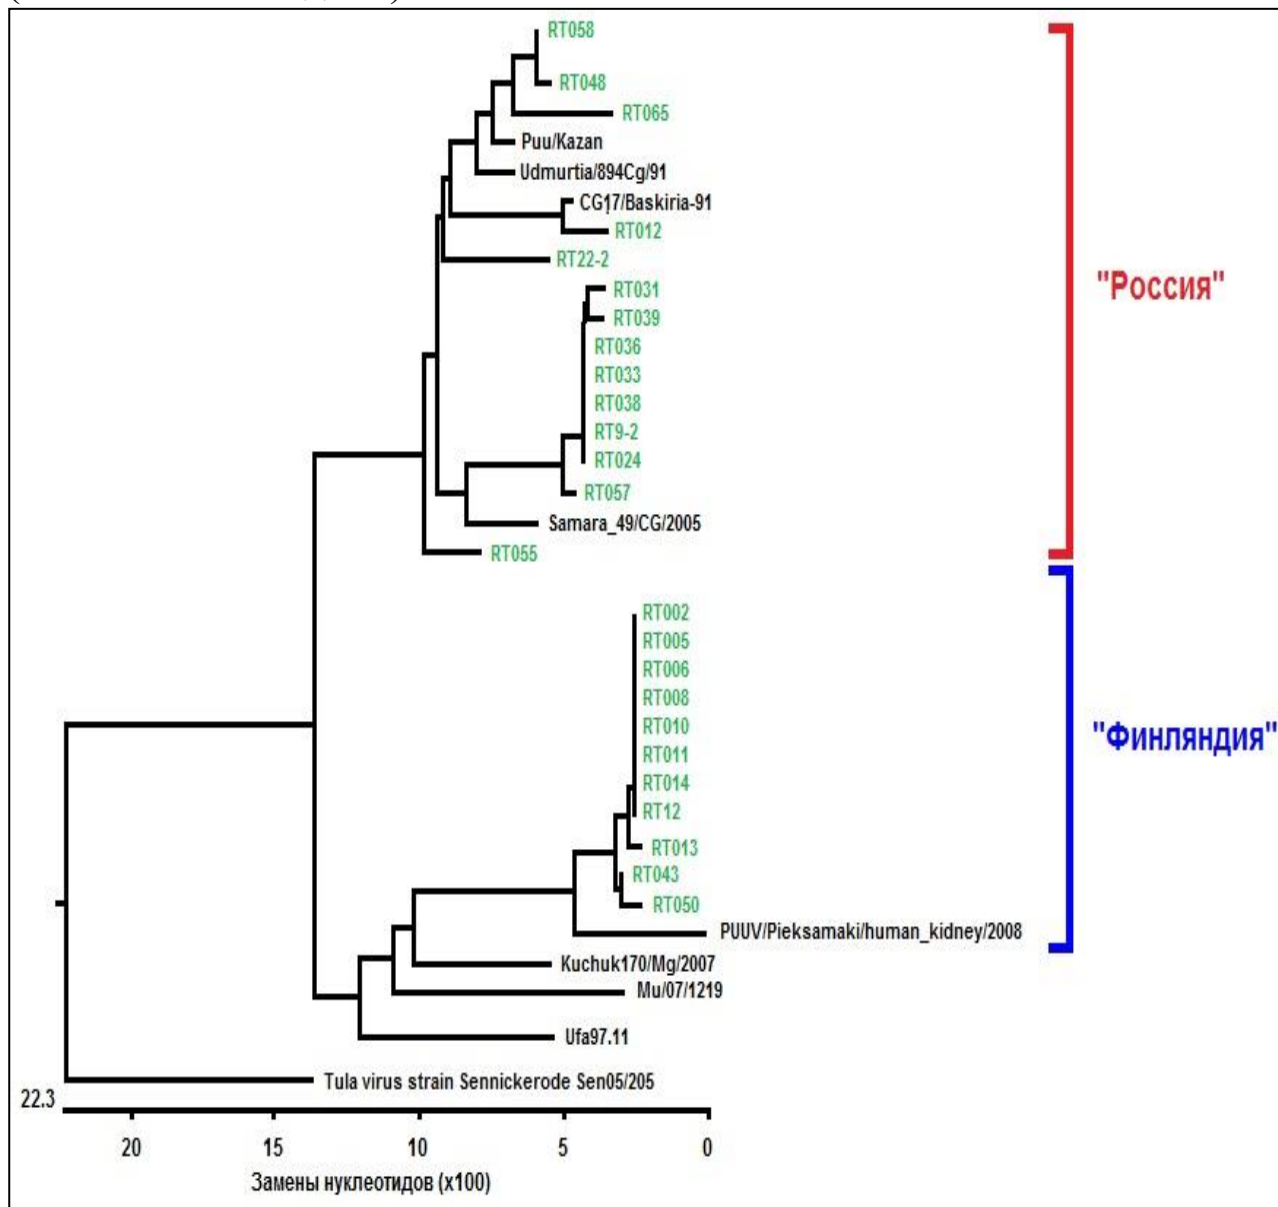 RT058
RT048
RT065
Puu/Kazan
Udmurtia/894Cg/91
CG17/Baskiria-91
RT012
RT22-2
RT031
"Россия"
RT039
RT036
RT033
RT038
RT9-2
RT024
RT057
Samara_49/CG/2005
RT055
RT002
RT005
RT006
RT008
RT010
"Финляндия"
RT011
RT014
RT12
RT013
RT043
RT050
PUUV/Pieksamaki/human_kidney/2008
Kuchuk170/Mg/2007
Mu/07/1219
Ufa97.11
Tula virus strain Sennickerode Sen05/205
22.3
20 15 10 5 0
Замены нуклеотидов (x100)